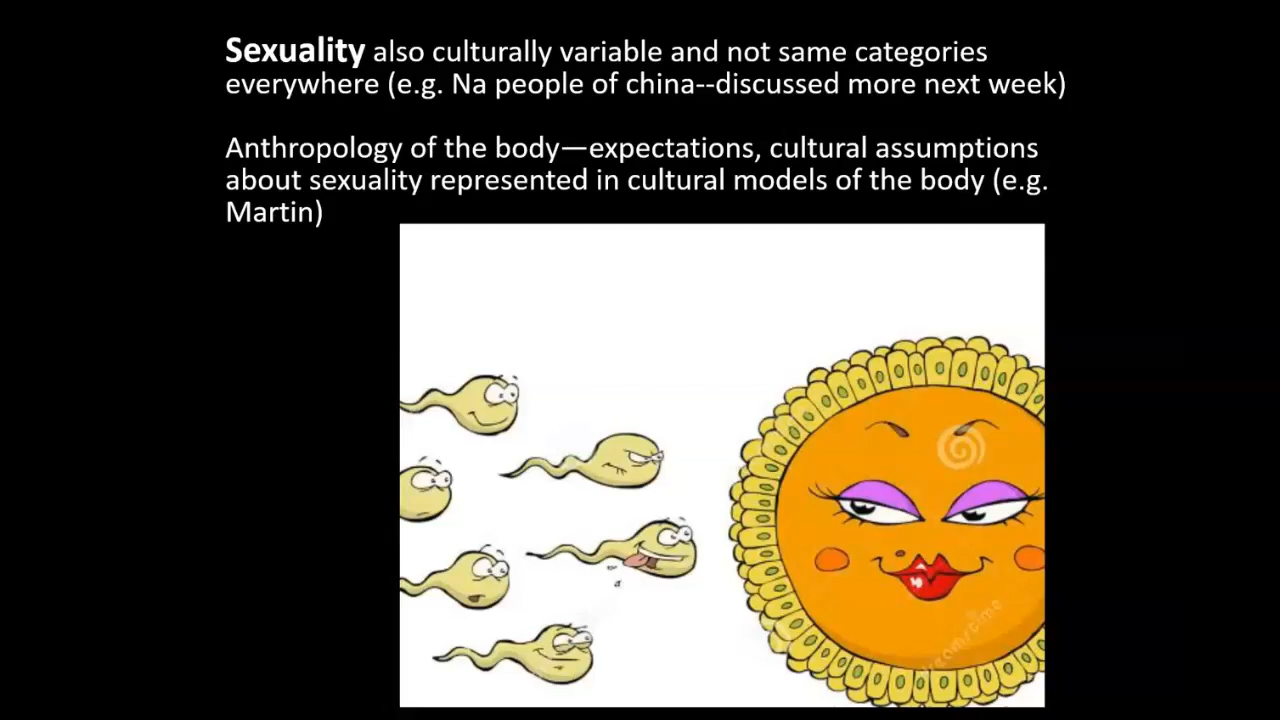 Sexuality also culturally variable and not same categories
everywhere (e.g. Na people of china--discussed more next week)
Anthropology of the body—expectations, cultural assumptions
about sexuality represented in cultural models of the body (e.g.
Martin)